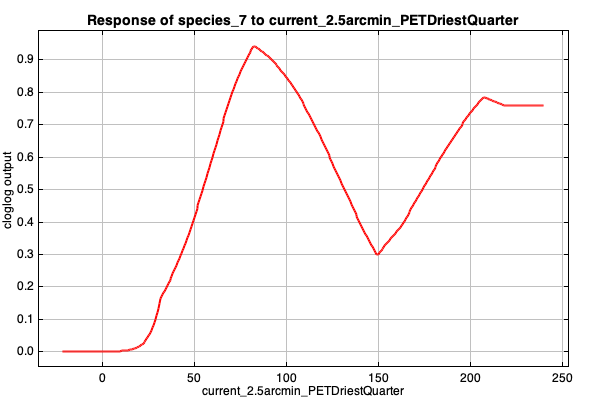 Response of species_7 to current_2.5arcmin_PETDriestQuarter
cloglog output
0.9
0.8
0.7
0.6
0.5
0.4
0.3
0.2
0.1
0.0
0 50 100 150 200 250
current_2.5arcmin_PETDriestQuarter